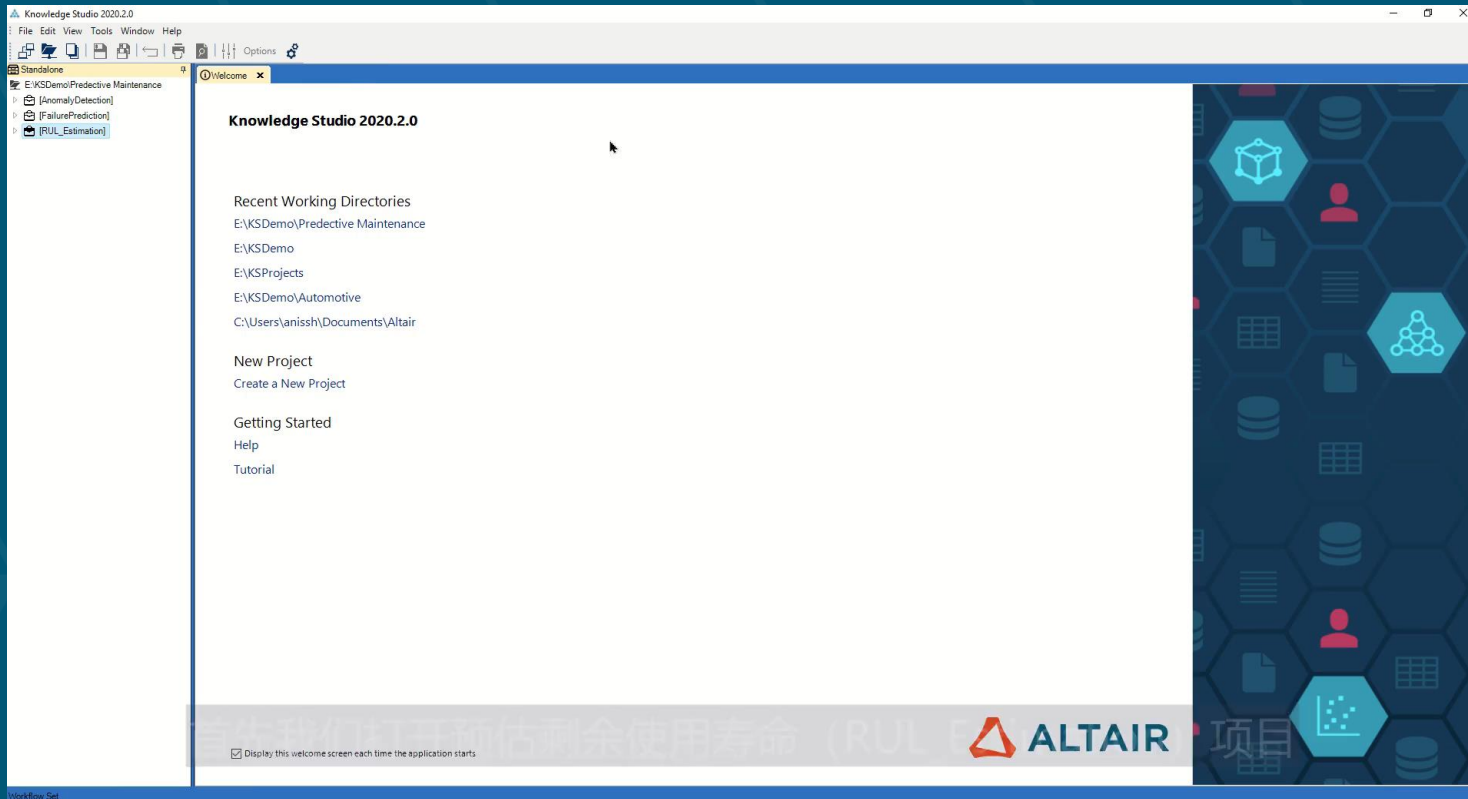 Knowledge Studio 2020.2.0
File Edit View Tools Window Help
Options
Standalone
E:\KSDemo\Predective Maintenance
[AnomalyDetection]
[FailurePrediction]
[RUL_Estimation]
Welcome
Knowledge Studio 2020.2.0
Recent Working Directories
E:\KSDemo\Predective Maintenance
E:\KSDemo
E:\KSProjects
E:\KSDemo\Automotive
C:\Users\anissh\Documents\Altair
New Project
Create a New Project
Getting Started
Help
Tutorial
首先我们打开预估剩余使用寿命（RUL_E 项目
ALTAIR
Display this welcome screen each time the application starts
Workflow Set